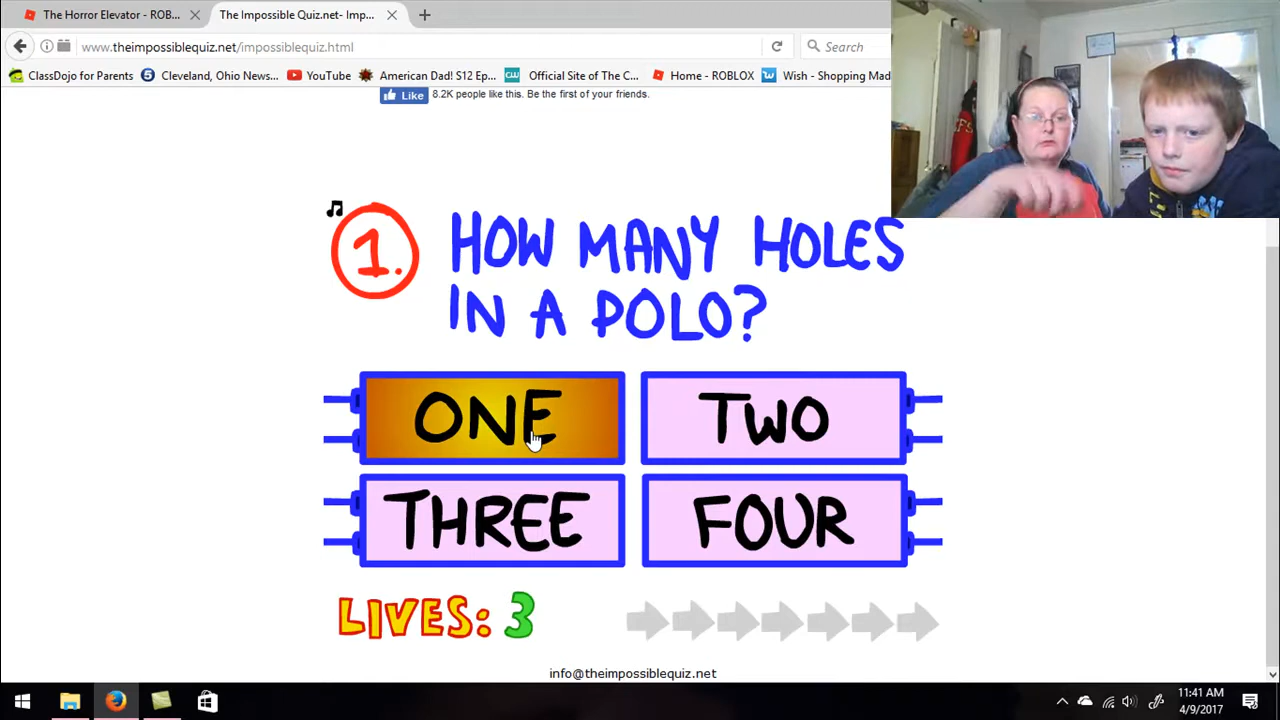 The Horror Elevator - ROB...
The Impossible Quiz.net- Imp...
www.theimpossiblequiz.net/impossiblequiz.html
Search
ClassDojo for Parents
Cleveland, Ohio News...
YouTube
American Dad! S12 Ep...
Official Site of The C...
Home - ROBLOX
Wish - Shopping Mad
Like
8.2K people like this. Be the first of your friends.
1.
HOW MANY HOLES
IN A POLO?
ONE
TWO
THREE
FOUR
LIVES: 3
info@theimpossiblequiz.net
11:41 AM
4/9/2017